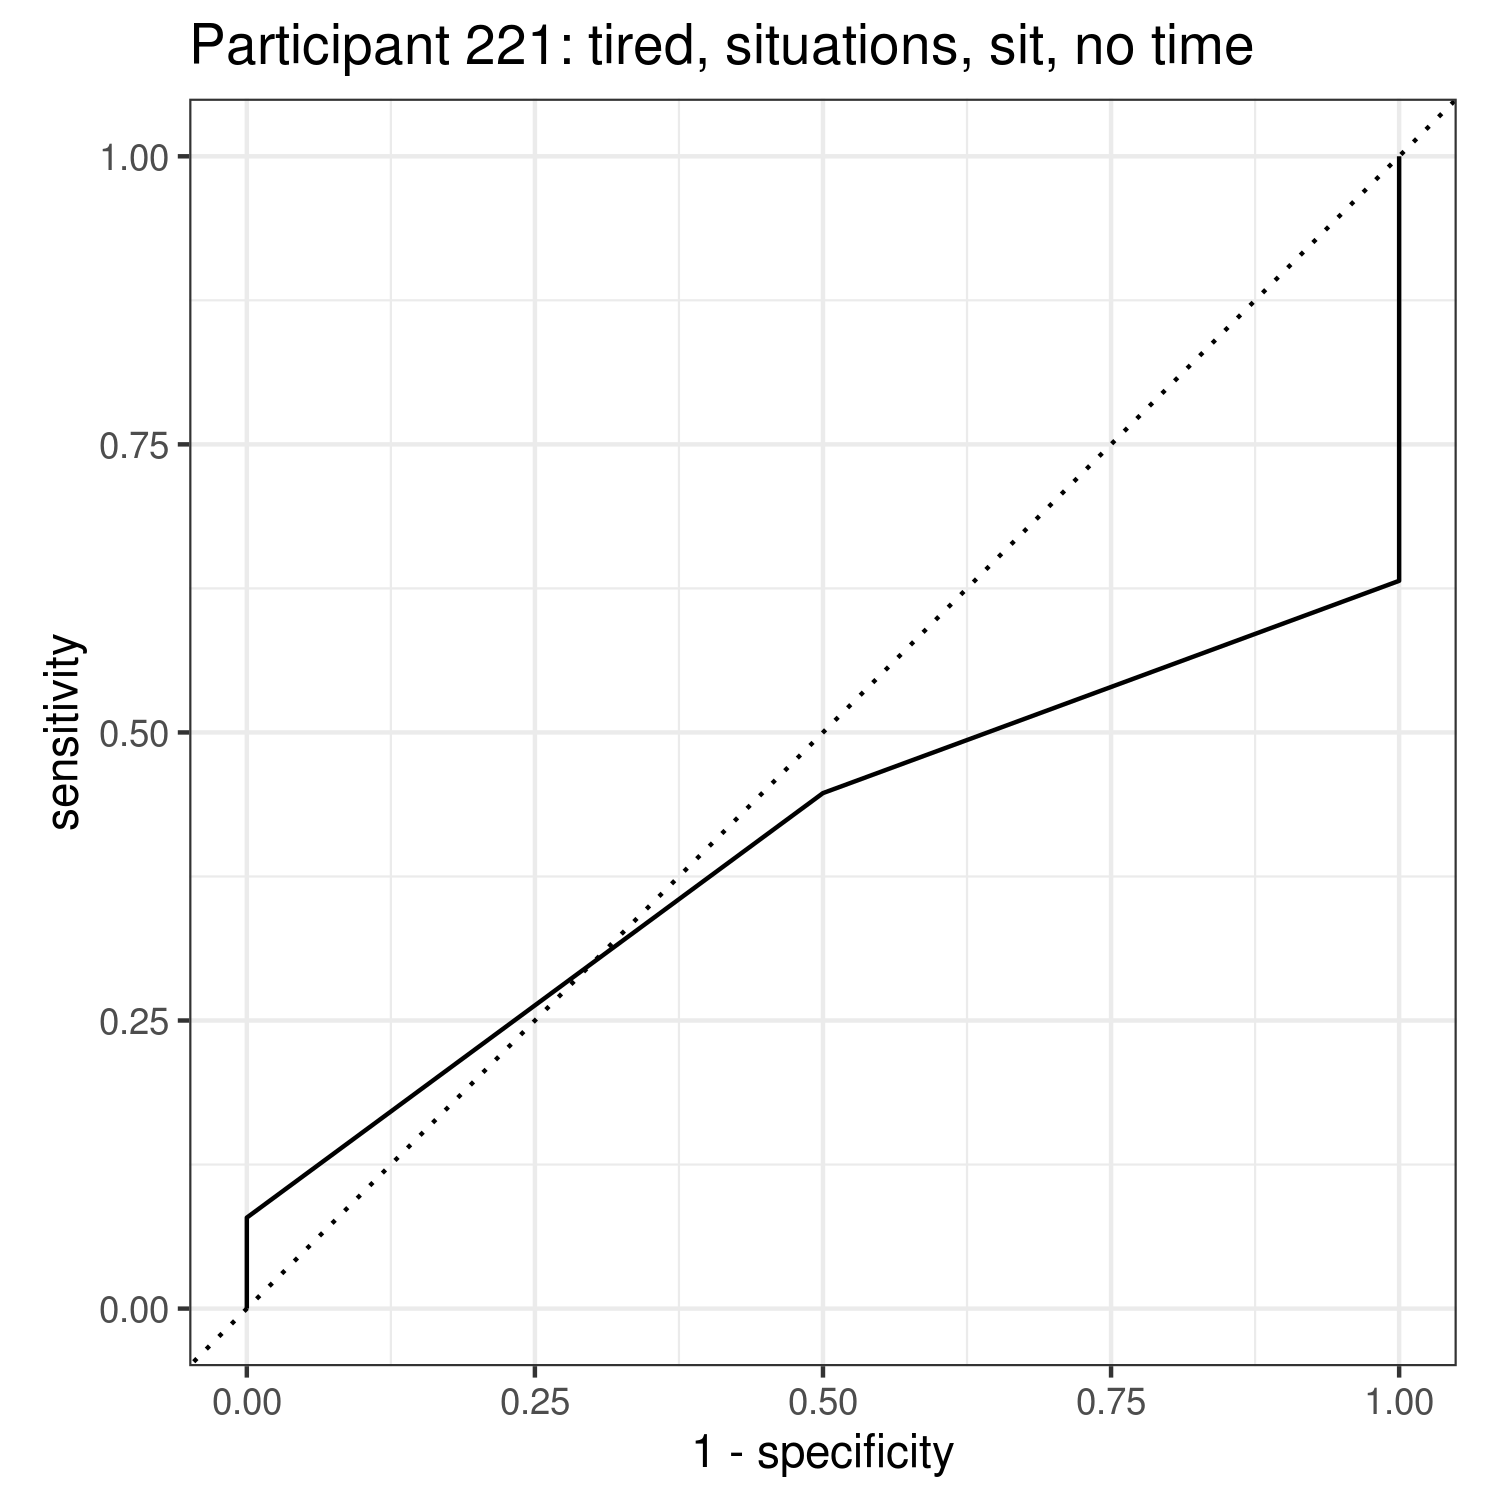 Participant 221: tired, situations, sit, no time
1.00
0.75
0.50
0.25
0.00
sensitivity
0.00 0.25 0.50 0.75 1.00
1 - specificity